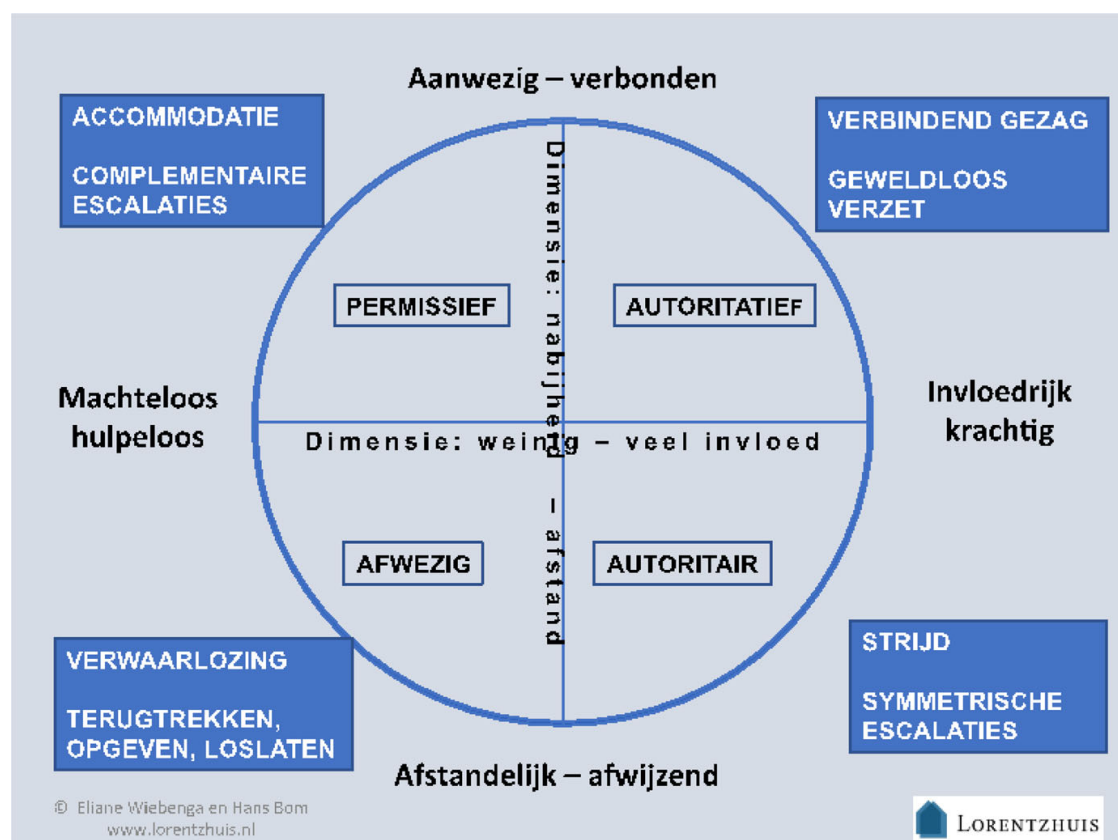 Aanwezig – verbonden
ACCOMMODATIE
COMPLEMENTAIRE
ESCALATIES
VERBINDEND GEZAG
GEWELDLOOS
VERZET
Dimensie: nabijheid – afstand
PERMISSIEF
AUTORITATIEF
Machteloos
hulpeloos
Invloedrijk
krachtig
Dimensie: weinig – veel invloed
AFWEZIG
AUTORITAIR
VERWAARLOZING
TERUGTREKKEN,
OPGEVEN, LOSLATEN
STRIJD
SYMMETRISCHE
ESCALATIES
Afstandelijk – afwijzend
© Eliane Wiebenga en Hans Bom
www.lorentzhuis.nl
LORENTZHUIS